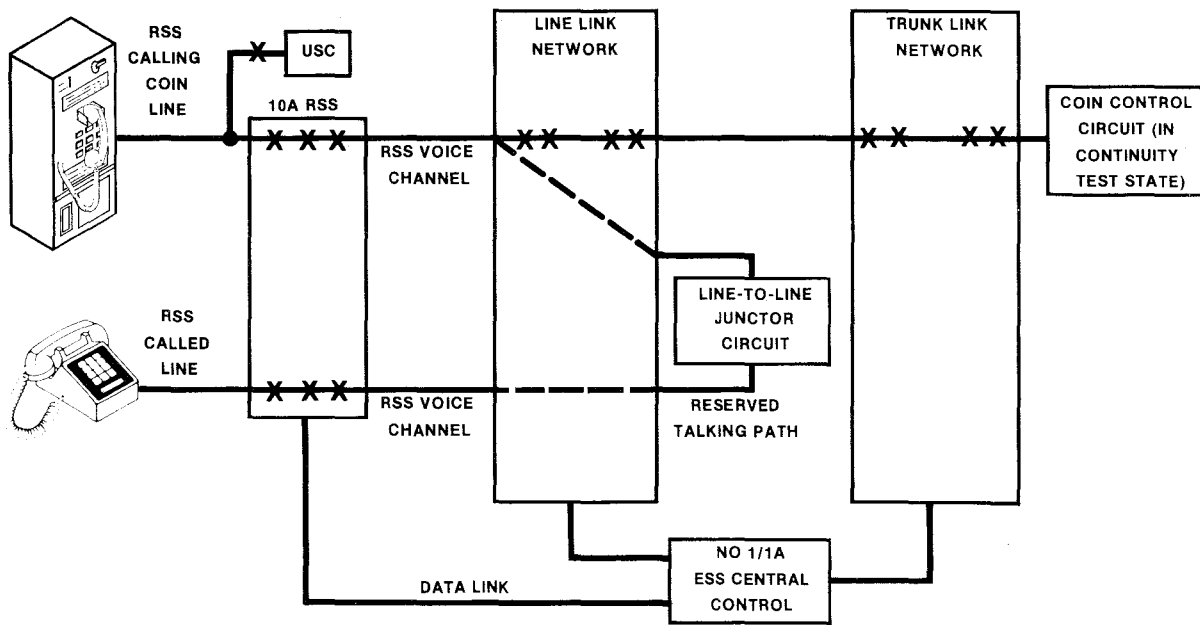 RSS
CALLING
COIN
LINE
USC
10A RSS
LINE LINK
NETWORK
TRUNK LINK
NETWORK
COIN CONTROL
CIRCUIT (IN
CONTINUITY
TEST STATE)
RSS VOICE
CHANNEL
LINE-TO-LINE
JUNCTOR
CIRCUIT
RSS
CALLED
LINE
RSS VOICE
CHANNEL
RESERVED
TALKING PATH
DATA LINK
NO 1/1A
ESS CENTRAL
CONTROL